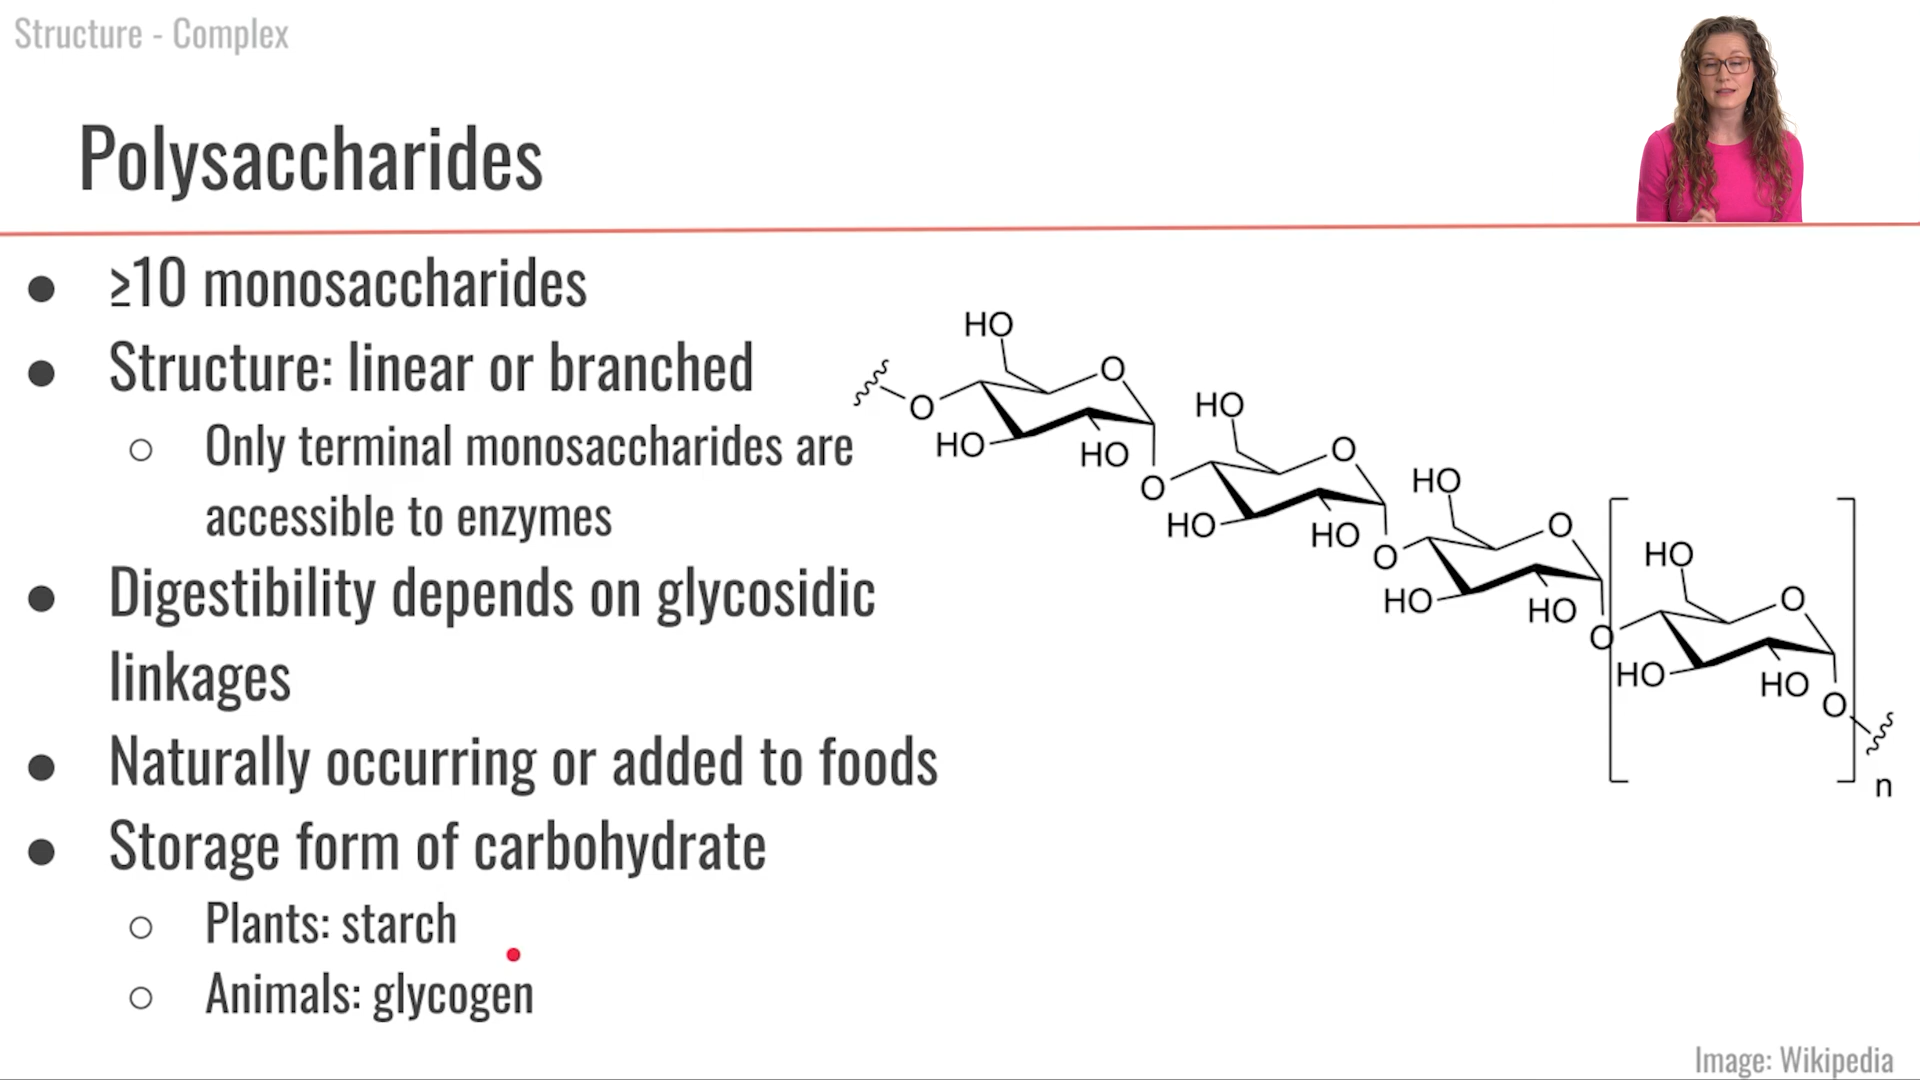 Structure - Complex
Polysaccharides
● ≥10 monosaccharides
● Structure: linear or branched
○ Only terminal monosaccharides are
accessible to enzymes
● Digestibility depends on glycosidic
linkages
● Naturally occurring or added to foods
● Storage form of carbohydrate
○ Plants: starch
○ Animals: glycogen
HO
O
O
HO
HO
HO
O
O
HO
HO
HO
O
O
HO
HO
HO
O
O
HO
HO
O
n
Image: Wikipedia